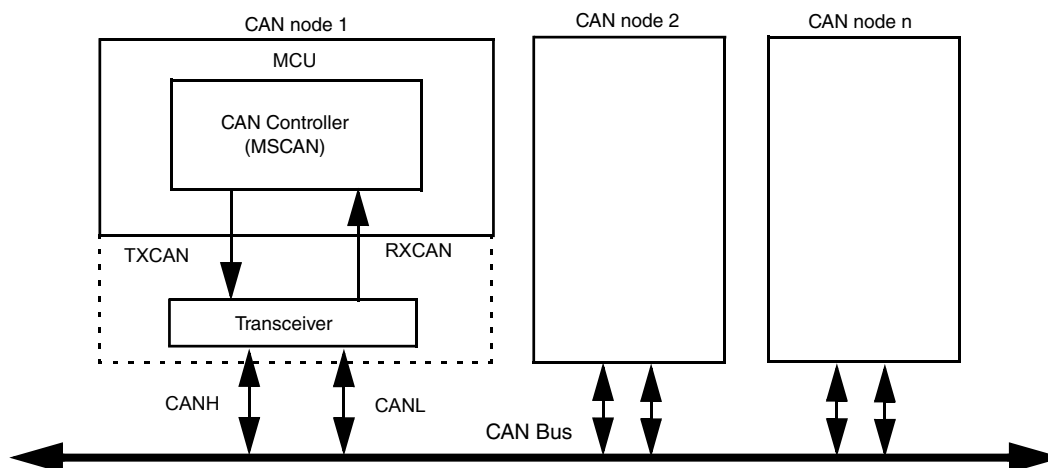 CAN node 1
CAN node 2
CAN node n
MCU
CAN Controller
(MSCAN)
TXCAN
RXCAN
Transceiver
CANH
CANL
CAN Bus